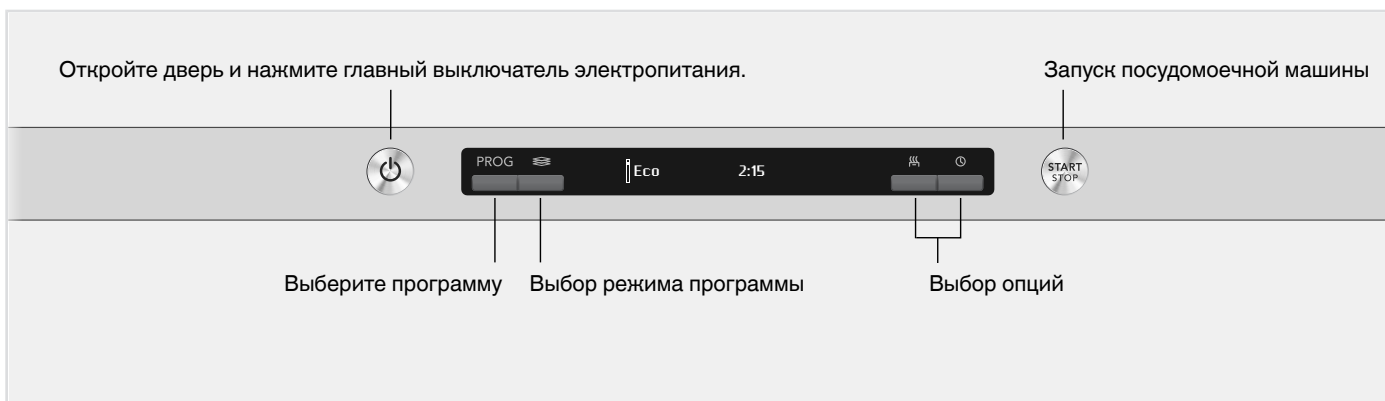 Откройте дверь и нажмите главный выключатель электропитания.
Запуск посудомоечной машины
PROG
Eco
2:15
START
STOP
Выберите программу
Выбор режима программы
Выбор опций